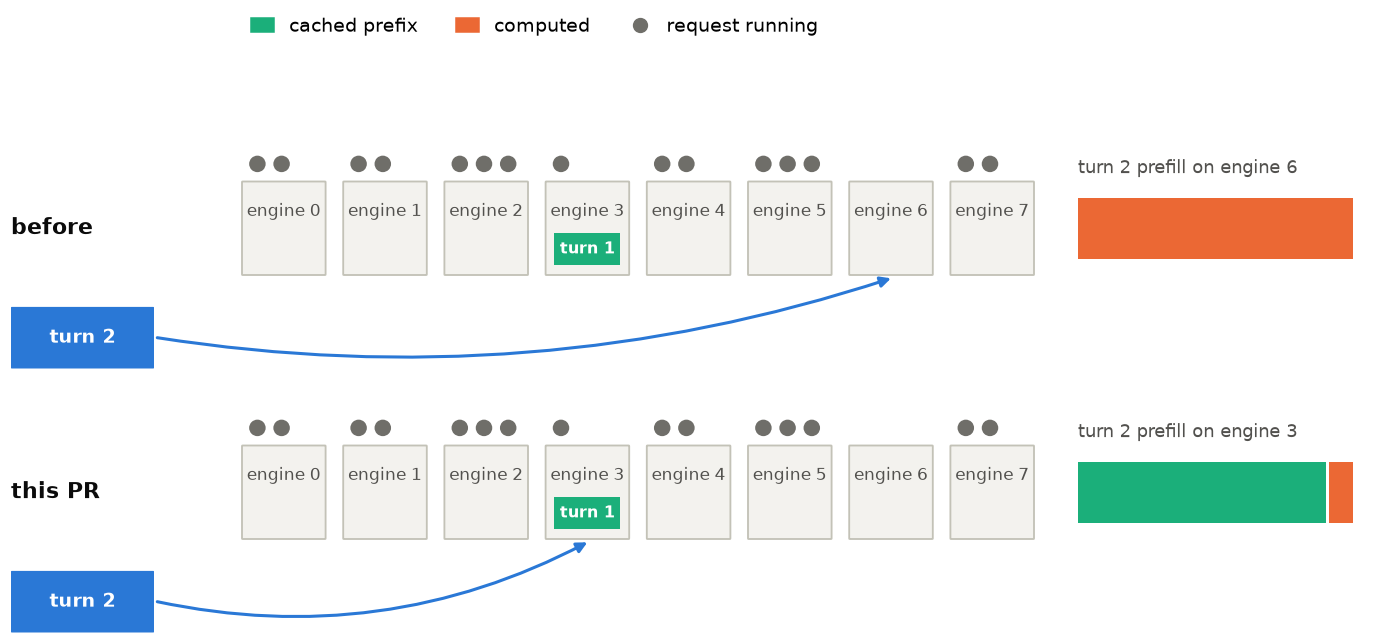 cached prefix computed request running
turn 2 prefill on engine 6
engine 0 engine 1 engine 2 engine 3 engine 4 engine 5 engine 6 engine 7
before
turn 1
turn 2
turn 2 prefill on engine 3
engine 0 engine 1 engine 2 engine 3 engine 4 engine 5 engine 6 engine 7
this PR
turn 1
turn 2